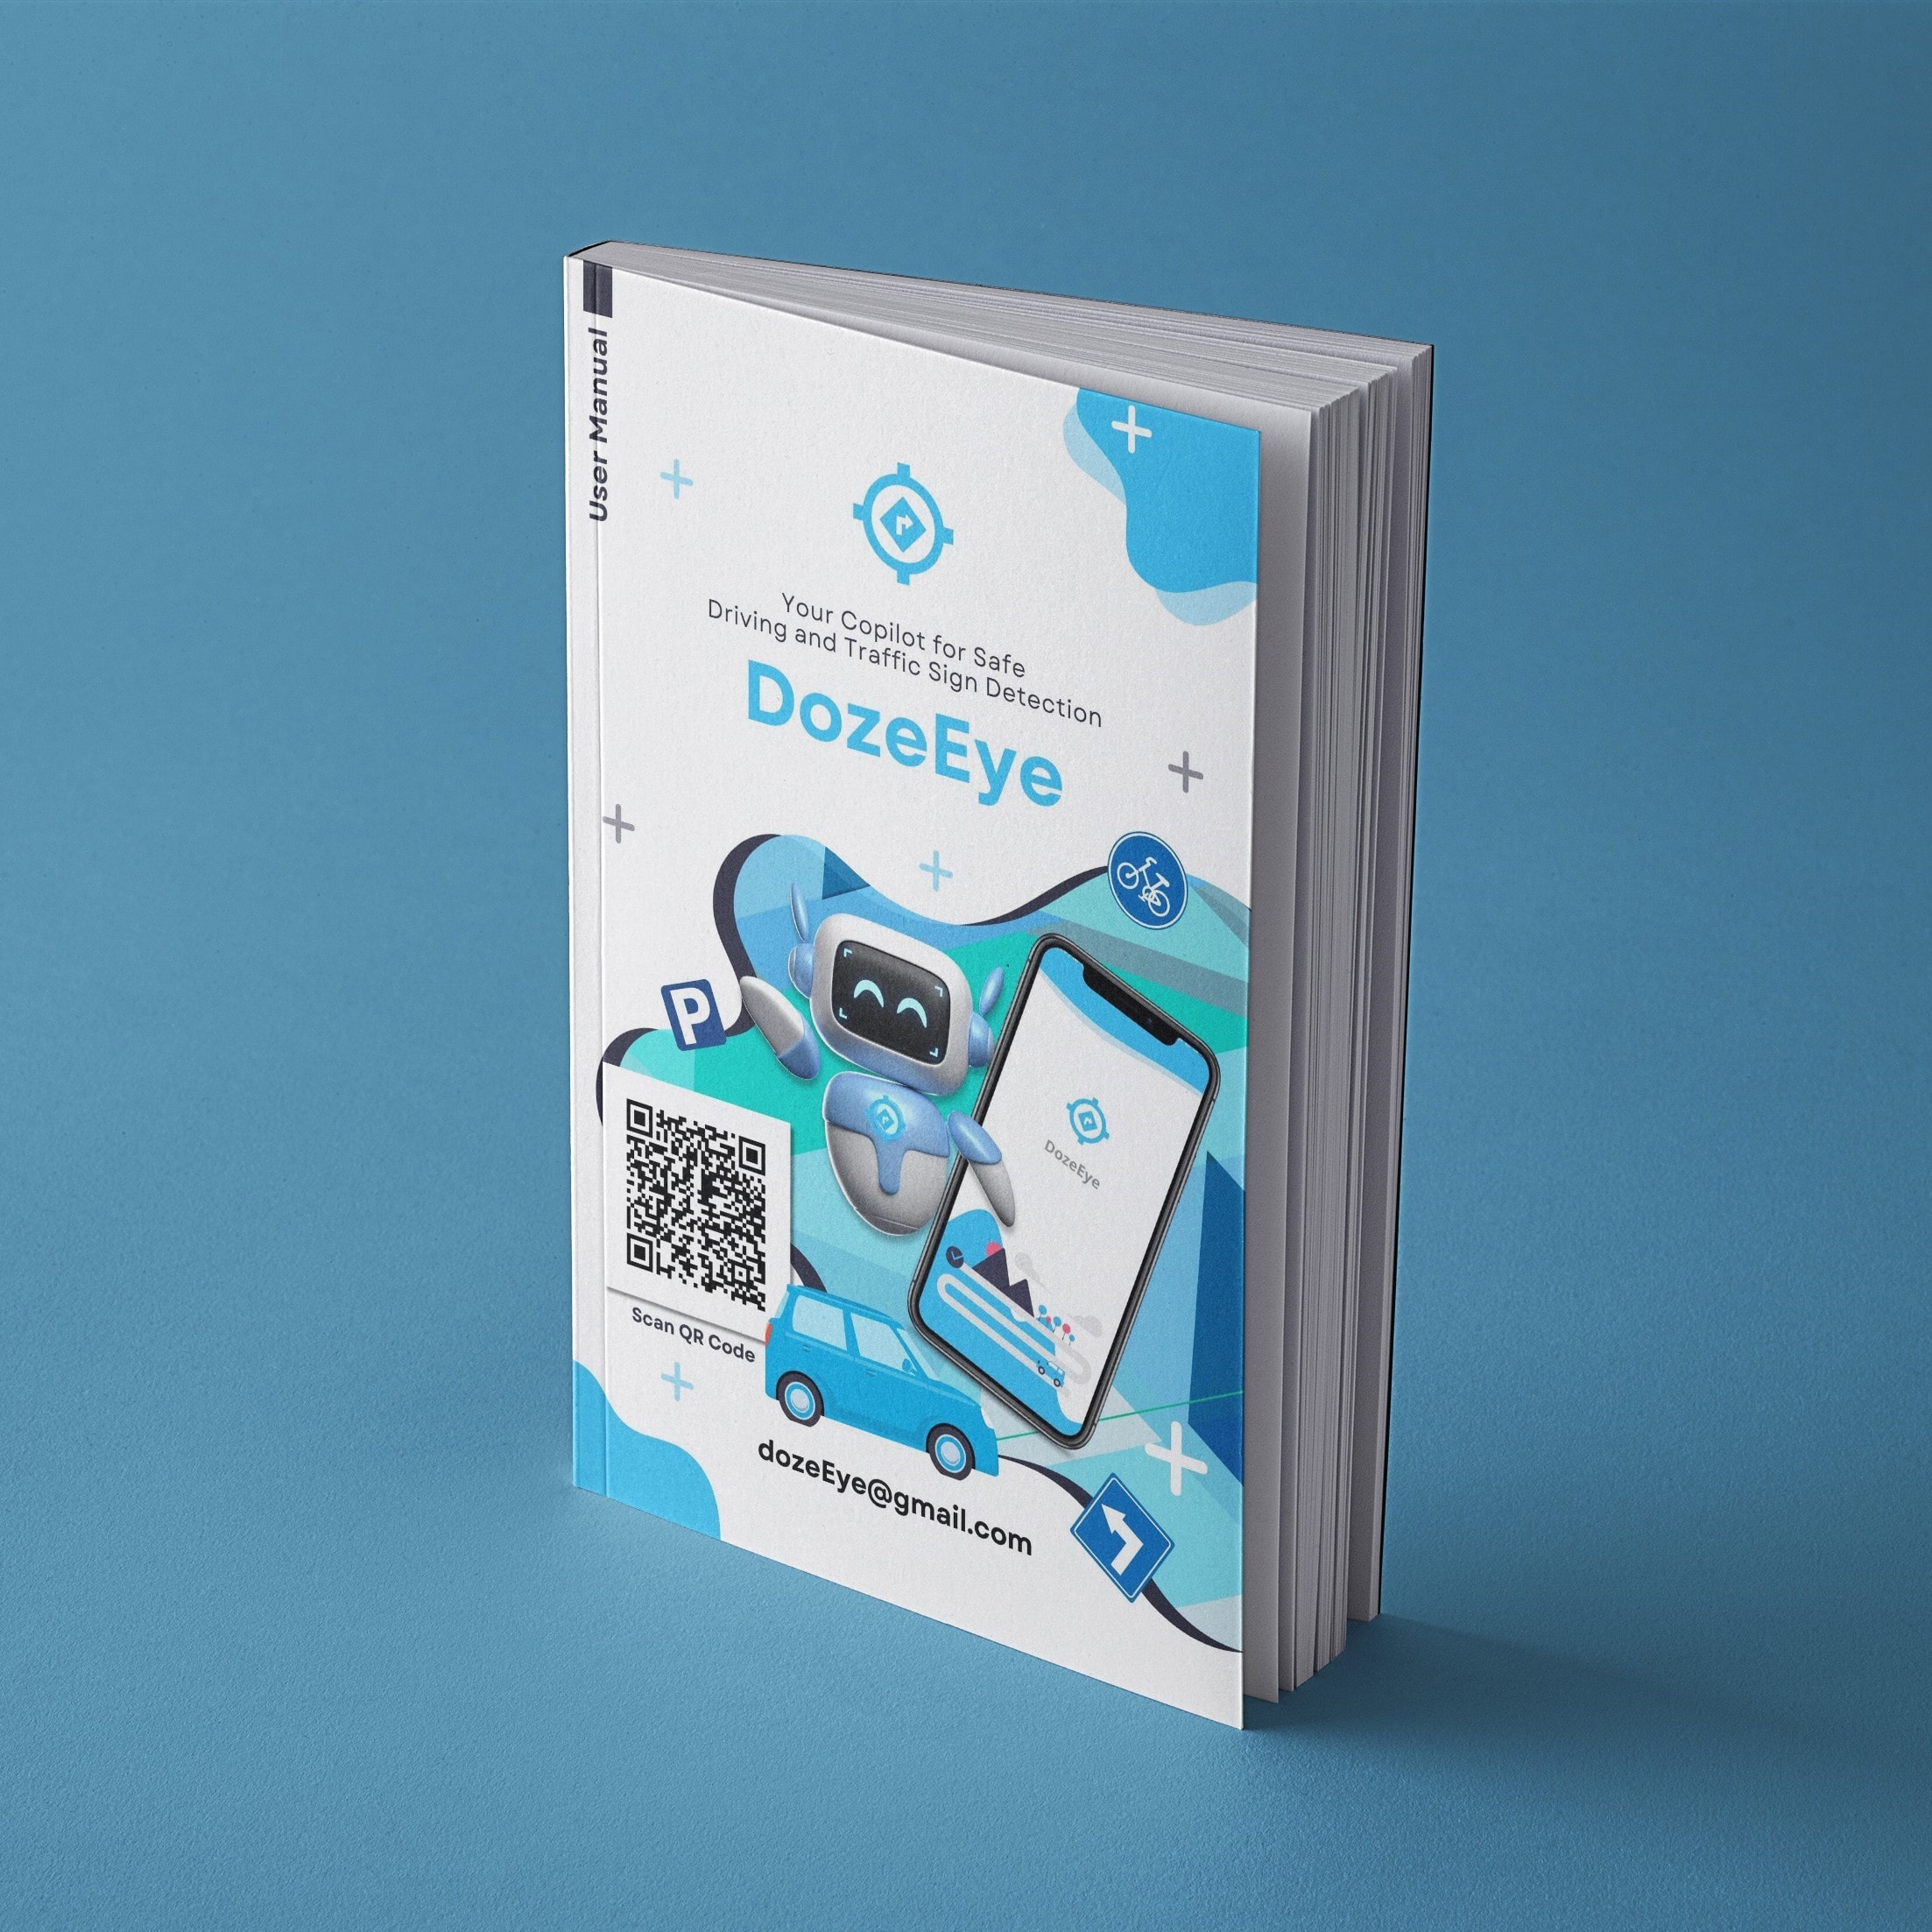 User Manual
Your Copilot for Safe
Driving and Traffic Sign Detection
DozeEye
P
DozeEye
Scan QR Code
dozeEye@gmail.com